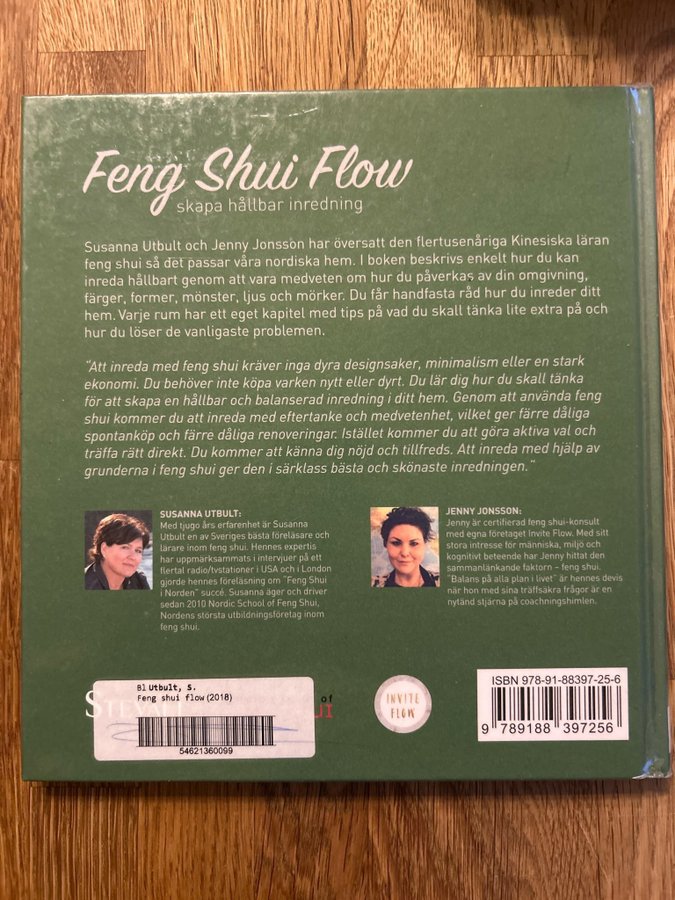 Feng Shui Flow
skapa hållbar inredning
Susanna Utbult och Jenny Jonsson har översatt den flertusenåriga Kinesiska läran
feng shui så det passar våra nordiska hem. I boken beskrivs enkelt hur du kan
inreda hållbart genom att vara medveten om hur du påverkas av din omgivning,
färger, former, mönster, ljus och mörker. Du får handfasta råd hur du inreder ditt
hem. Varje rum har ett eget kapitel med tips på vad du skall tänka lite extra på och
hur du löser de vanligaste problemen.
"Att inreda med feng shui kräver inga dyra designsaker, minimalism eller en stark
ekonomi. Du behöver inte köpa varken nytt eller dyrt. Du lär dig hur du skall tänka
för att skapa en hållbar och balanserad inredning i ditt hem. Genom att använda feng
shui kommer du att inreda med eftertanke och medvetenhet, vilket ger färre dåliga
spontanköp och färre dåliga renoveringar. Istället kommer du att göra aktiva val och
träffa rätt direkt. Du kommer att känna dig nöjd och tillfreds. Att inreda med hjälp av
grunderna i feng shui ger den i särklass bästa och skönaste inredningen."
SUSANNA UTBULT:
Med tjugo års erfarenhet är Susanna
Utbult en av Sveriges bästa föreläsare och
lärare inom feng shui. Hennes expertis
har uppmärksammats i intervjuer på ett
flertal radio/tvstationer i USA och i London
gjorde hennes föreläsning om "Feng Shui
i Norden" succé. Susanna äger och driver
sedan 2010 Nordic School of Feng Shui,
Nordens största utbildningsföretag inom
feng shui.
JENNY JONSSON:
Jenny är certifierad feng shui-konsult
med egna företaget Invite Flow. Med sitt
stora intresse för människa, miljö och
kognitivt beteende har Jenny hittat den
sammanlänkande faktorn – feng shui.
"Balans på alla plan i livet" är hennes devis
när hon med sina träffsäkra frågor är en
nytänd stjärna på coachningshimlen.
Bl Utbult, S.
Feng shui flow (2018)
54621360099
of
UI
INVITE
FLOW
ISBN 978-91-88397-25-6
9 789188 397256